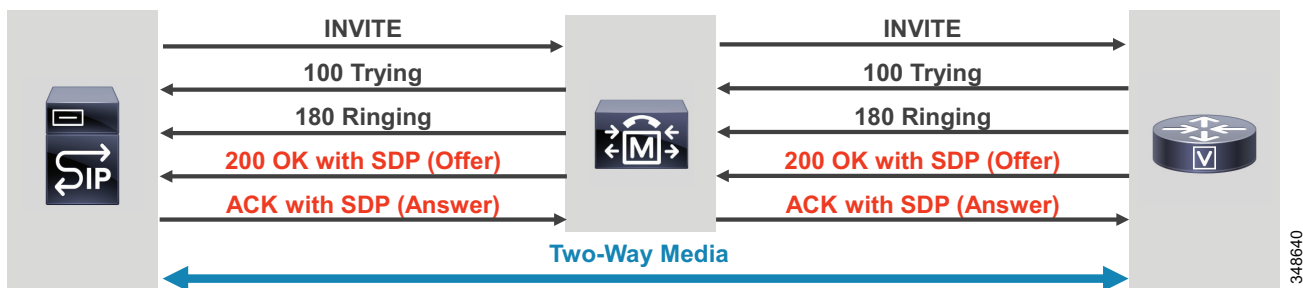 INVITE INVITE
100 Trying 100 Trying
180 Ringing 180 Ringing
SIP M V
200 OK with SDP (Offer) 200 OK with SDP (Offer)
ACK with SDP (Answer) ACK with SDP (Answer)
Two-Way Media
348640